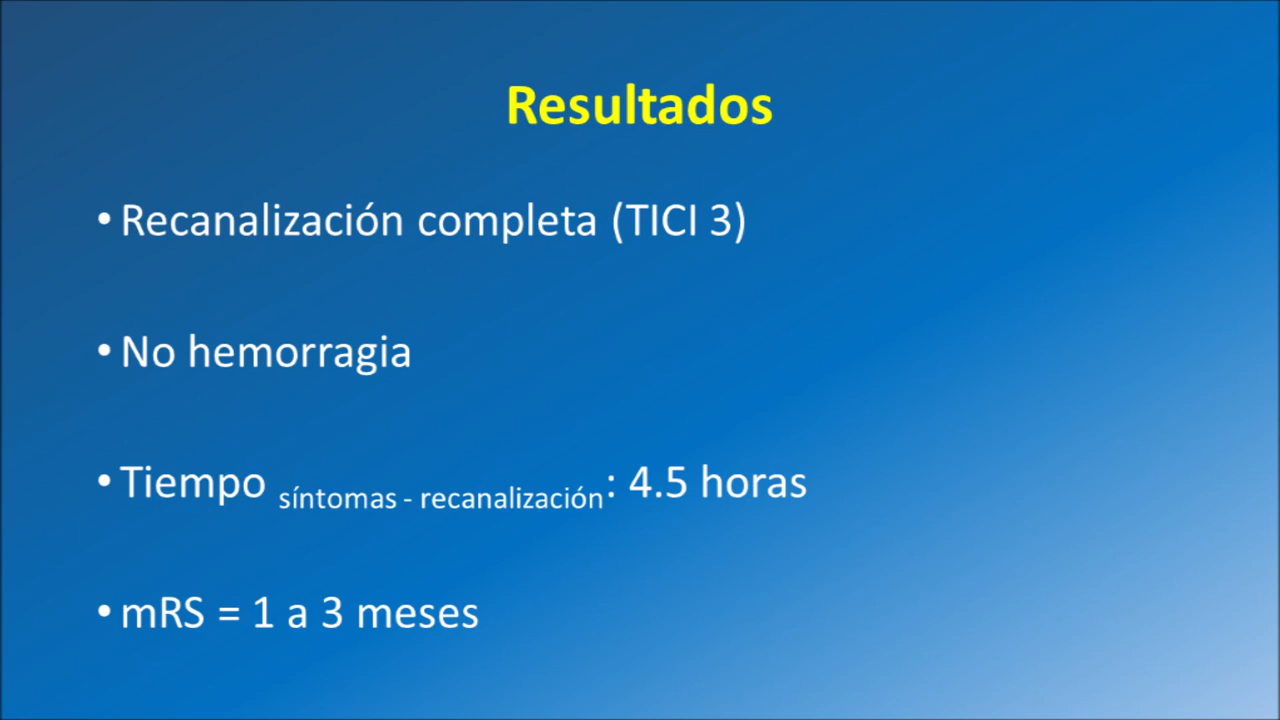 Resultados
• Recanalización completa (TICI 3)
• No hemorragia
• Tiempo síntomas - recanalización: 4.5 horas
• mRS = 1 a 3 meses